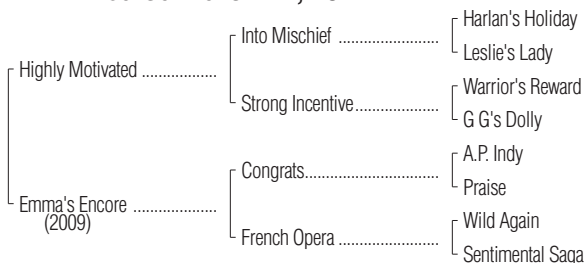 Harlan's Holiday
Into Mischief ....................
Leslie's Lady
Highly Motivated ...............
Warrior's Reward
Strong Incentive.................
G G's Dolly
A.P. Indy
Congrats...........................
Praise
Emma's Encore .................
(2009)
Wild Again
French Opera ....................
Sentimental Saga